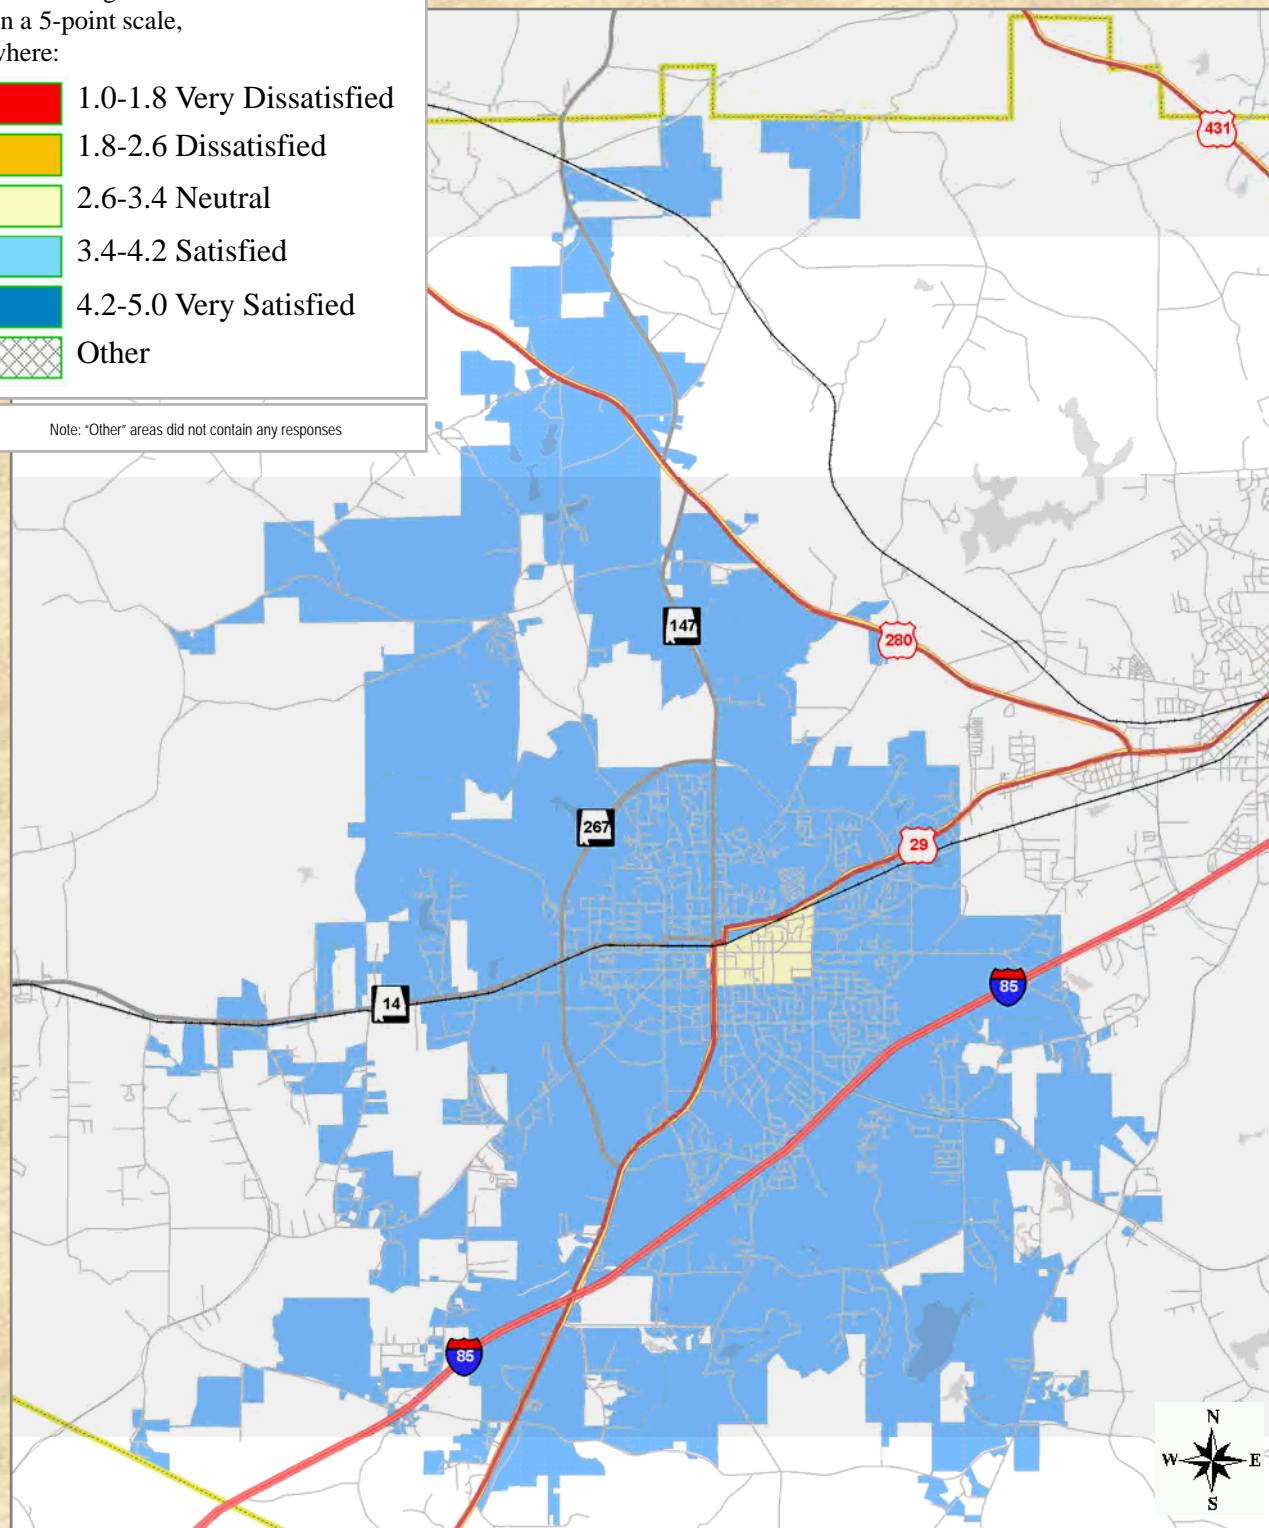 n a 5-point scale,
where:
1.0-1.8 Very Dissatisfied
1.8-2.6 Dissatisfied
2.6-3.4 Neutral
3.4-4.2 Satisfied
4.2-5.0 Very Satisfied
Other
Note: "Other" areas did not contain any responses
431
147
280
267
29
14
85
85
N
W E
S